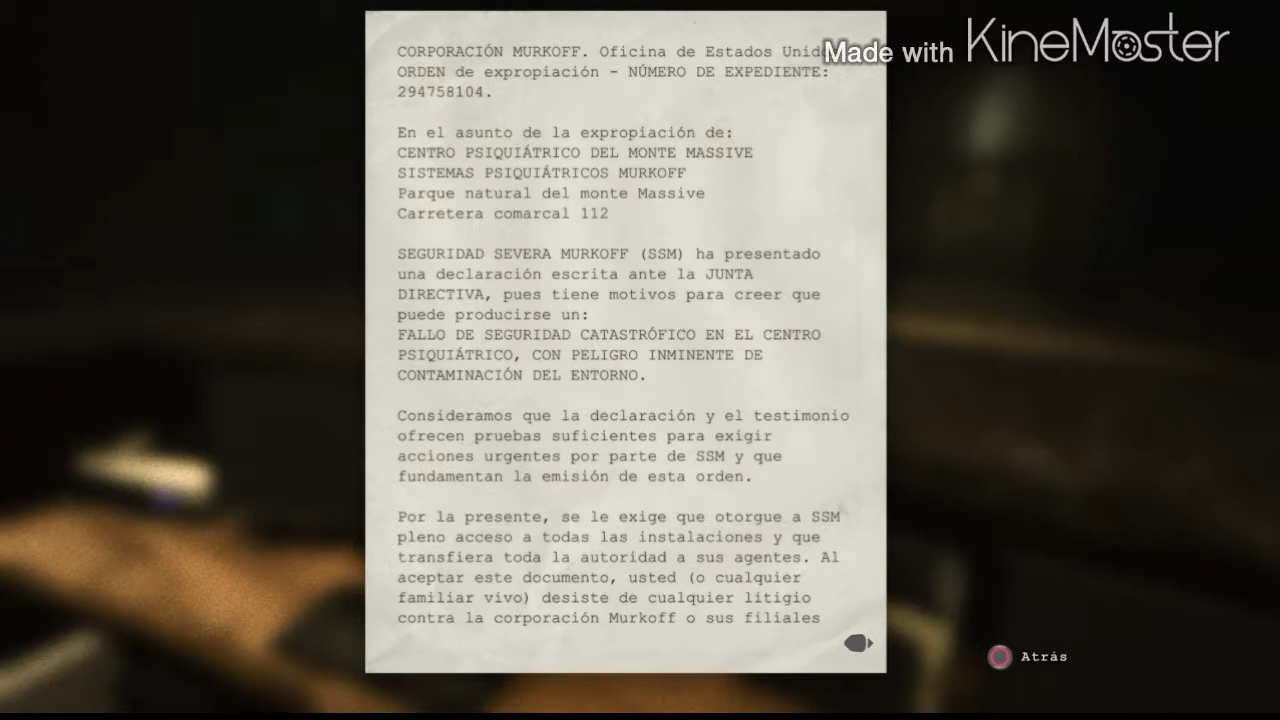 CORPORACIÓN MURKOFF. Oficina de Estados
ORDEN de expropiación - NÚMERO DE EXPEDIENTE:
294758104.
En el asunto de la expropiación de:
CENTRO PSIQUIÁTRICO DEL MONTE MASSIVE
SISTEMAS PSIQUIÁTRICOS MURKOFF
Parque natural del monte Massive
Carretera comarcal 112
SEGURIDAD SEVERA MURKOFF (SSM) ha presentado
una declaración escrita ante la JUNTA
DIRECTIVA, pues tiene motivos para creer que
puede producirse un:
FALLO DE SEGURIDAD CATASTRÓFICO EN EL CENTRO
PSIQUIÁTRICO, CON PELIGRO INMINENTE DE
CONTAMINACIÓN DEL ENTORNO.
Consideramos que la declaración y el testimonio
ofrecen pruebas suficientes para exigir
acciones urgentes por parte de SSM y que
fundamentan la emisión de esta orden.
Por la presente, se le exige que otorgue a SSM
pleno acceso a todas las instalaciones y que
transfiera toda la autoridad a sus agentes. Al
aceptar este documento, usted (o cualquier
familiar vivo) desiste de cualquier litigio
contra la corporación Murkoff o sus filiales
Made with KineMaster
Atrás